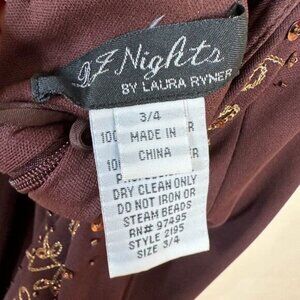 Nights
BY LAURA RYNER
3/4
MADE IN
CHINA
DRY CLEAN ONLY
DO NOT IRON OR
STEAM BEADS
RN# 97495
STYLE 2195
SIZE 3/4